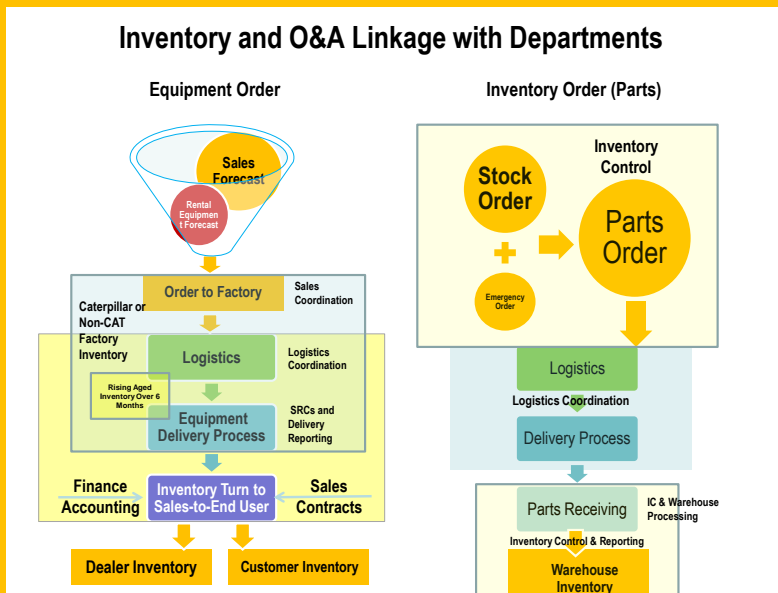 Inventory and O&A Linkage with Departments
Equipment Order
Sales
Forecast
Rental
Equipmen
t Forecast
Order to Factory
Sales
Coordination
Caterpillar or
Non-CAT
Factory
Inventory
Logistics
Logistics
Coordination
Rising Aged
Inventory Over 6
Months
Equipment
Delivery Process
SRCs and
Delivery
Reporting
Finance
Accounting
Inventory Turn to
Sales-to-End User
Sales
Contracts
Dealer Inventory
Customer Inventory
Inventory Order (Parts)
Inventory
Control
Stock
Order
Emergency
Order
Parts
Order
Logistics
Logistics Coordination
Delivery Process
Parts Receiving
IC & Warehouse
Processing
Inventory Control & Reporting
Warehouse
Inventory